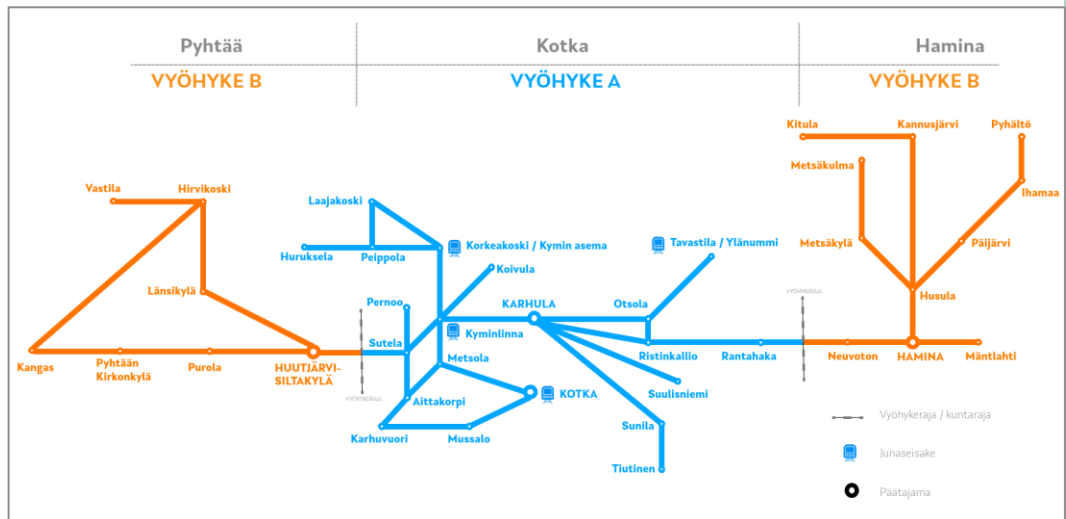 Pyhtää
Kotka
Hamina
VYÖHYKE B
VYÖHYKE A
VYÖHYKE B
Kitula
Kannusjärvi
Pyhältö
Metsäkulma
Vastila
Hirvikoski
Laajakoski
Ihamaa
Korkeakoski / Kymin asema
Tavastila / Ylänummi
Metsäkylä
Päijärvi
Huruksela
Peippola
Koivula
Länsikylä
Pernoo
KARHULA
Otsola
VYÖHYKERAJA
Husula
Sutela
Kyminlinna
Kangas
Pyhtään
Kirkonkylä
Purola
HUUTJÄRVI-
SILTAKYLÄ
Metsola
Ristinkallio
Rantahaka
Neuvoton
HAMINA
Mäntlahti
VYÖHYKERAJA
Aittakorpi
KOTKA
Suulisniemi
Karhuvuori
Mussalo
Sunila
Tiutinen
Vyöhykeraja / kuntaraja
Junaseisake
Päätajama